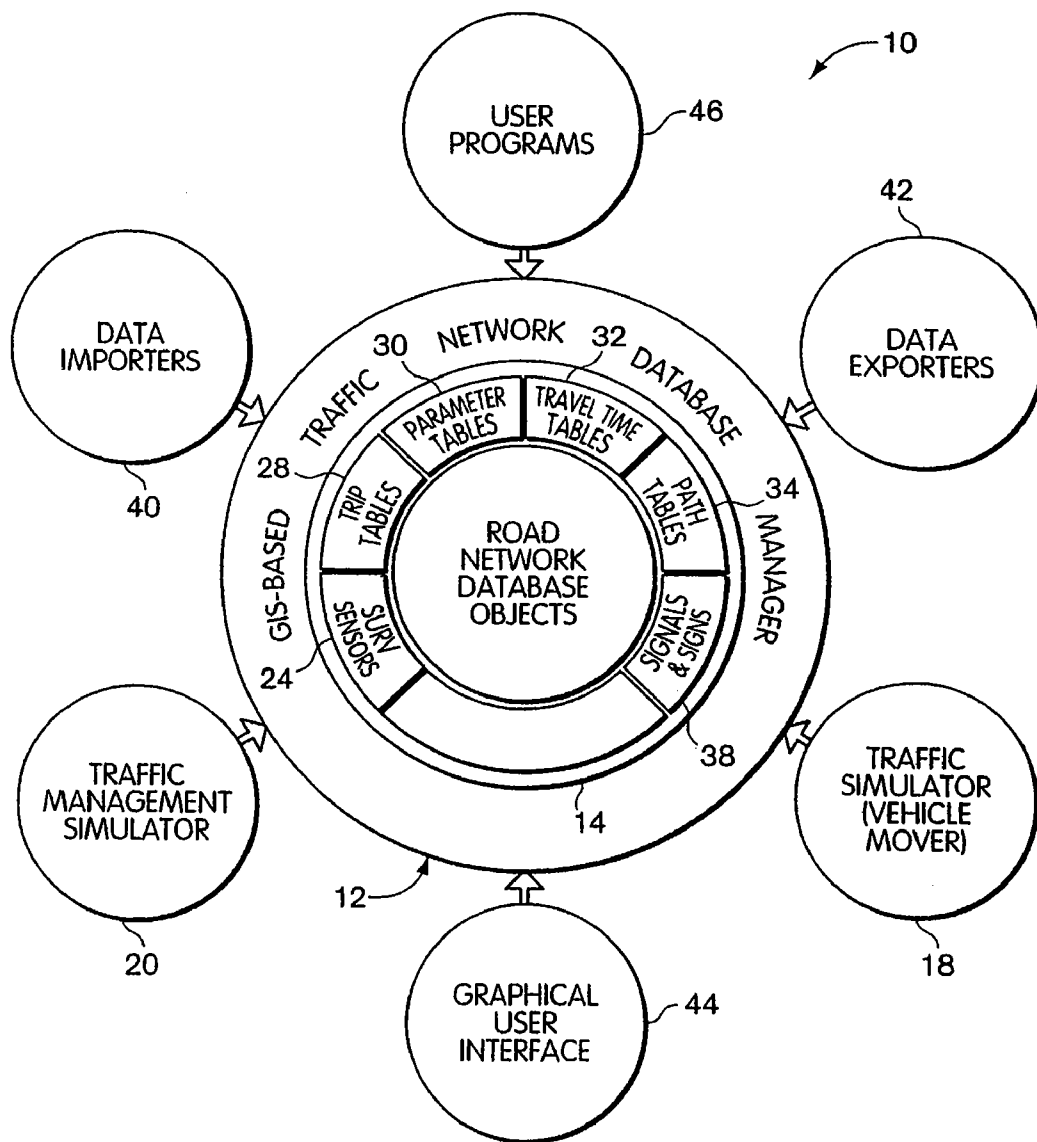 10
USER
PROGRAMS
46
42
DATA
IMPORTERS
40
DATA
EXPORTERS
GIS-BASED TRAFFIC NETWORK DATABASE MANAGER
30
32
28
34
PARAMETER
TABLES
TRAVEL TIME
TABLES
TRIP
TABLES
PATH
TABLES
ROAD
NETWORK
DATABASE
OBJECTS
SURV
SENSORS
SIGNALS
& SIGNS
24
38
14
12
TRAFFIC
MANAGEMENT
SIMULATOR
20
TRAFFIC
SIMULATOR
(VEHICLE
MOVER)
18
GRAPHICAL
USER
INTERFACE
44